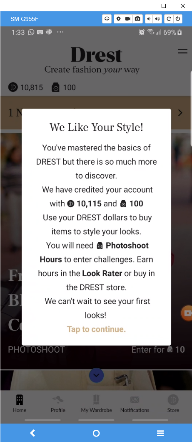 SM-G955F
1:33
69%
Drest
Create fashion your way
10,815 100
We Like Your Style!
You've mastered the basics of
DREST but there is so much more
to discover.
We have credited your account
with 10,115 and 100
Use your DREST dollars to buy
items to style your looks.
You will need Photoshoot
Hours to enter challenges. Earn
hours in the Look Rater or buy in
the DREST store.
We can't wait to see your first
looks!
Tap to continue.
PHOTOSHOOT Enter for 10
Home Profile My Wardrobe Notifications Store